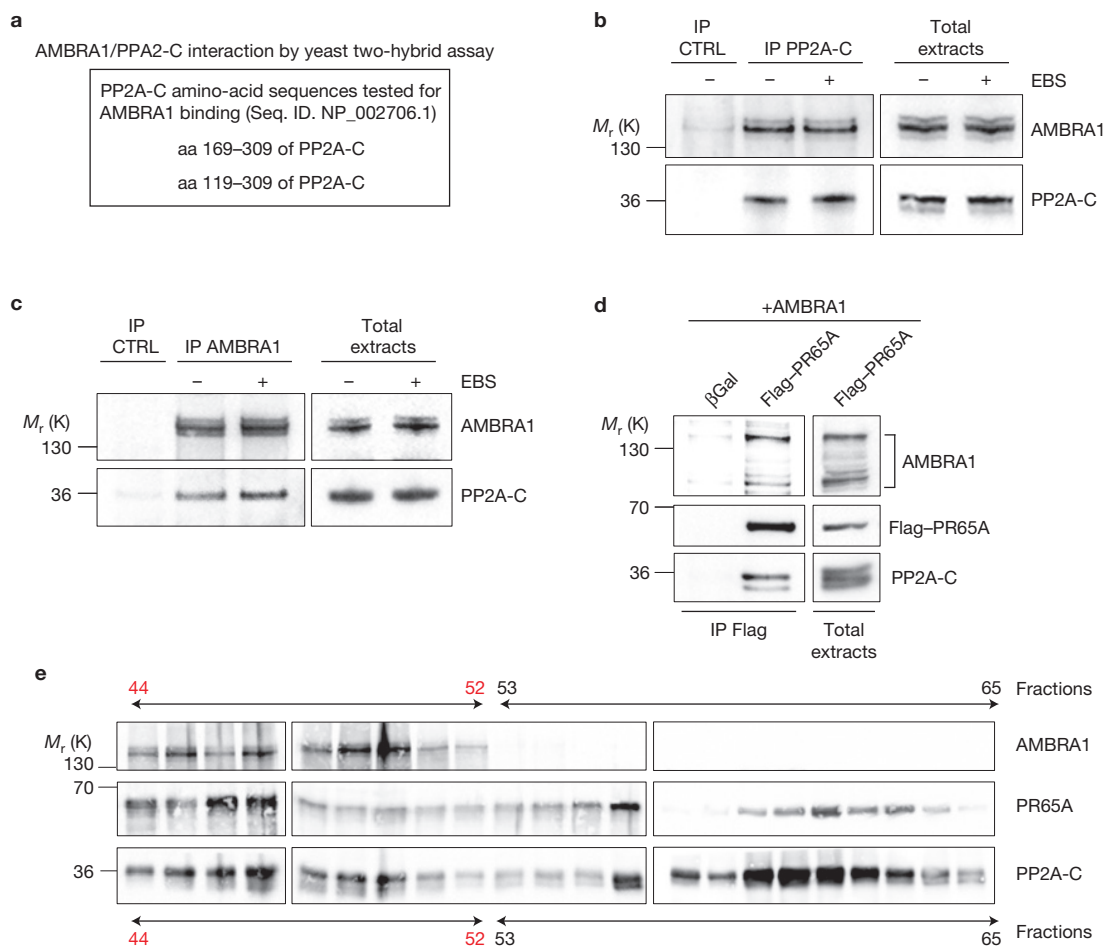 a
AMBRA1/PPA2-C interaction by yeast two-hybrid assay
PP2A-C amino-acid sequences tested for
AMBRA1 binding (Seq. ID. NP_002706.1)
aa 169–309 of PP2A-C
aa 119–309 of PP2A-C
b
IP CTRL
IP PP2A-C
Total extracts
– – + – + EBS
Mr (K)
130
AMBRA1
36
PP2A-C
c
IP CTRL
IP AMBRA1
Total extracts
– + – + EBS
Mr (K)
130
AMBRA1
36
PP2A-C
d
+AMBRA1
βGal
Flag–PR65A
Flag–PR65A
Mr (K)
130
AMBRA1
70
Flag–PR65A
36
PP2A-C
IP Flag
Total extracts
e
44 52 53 65 Fractions
Mr (K)
130
AMBRA1
70
PR65A
36
PP2A-C
44 52 53 65 Fractions